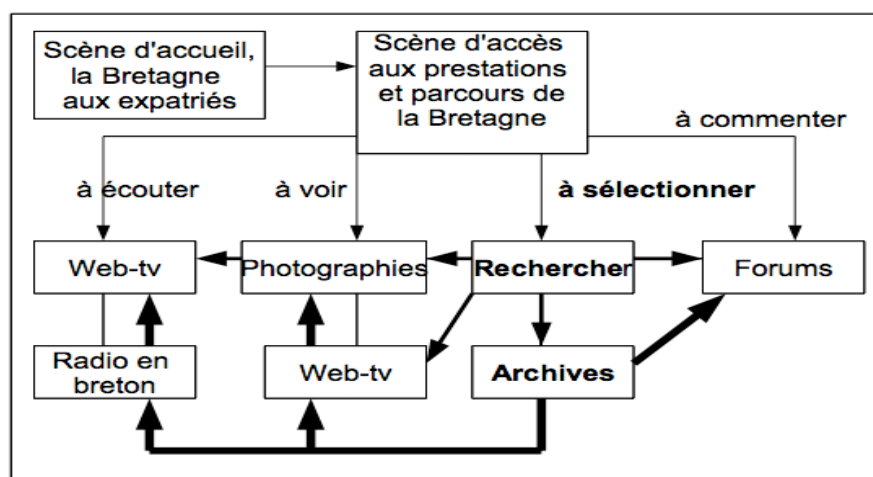 Scène d'accueil,
la Bretagne
aux expatriés
Scène d'accès
aux prestations
et parcours de
la Bretagne
à commenter
à écouter
à voir
à sélectionner
Web-tv
Photographies
Rechercher
Forums
Radio en
breton
Web-tv
Archives